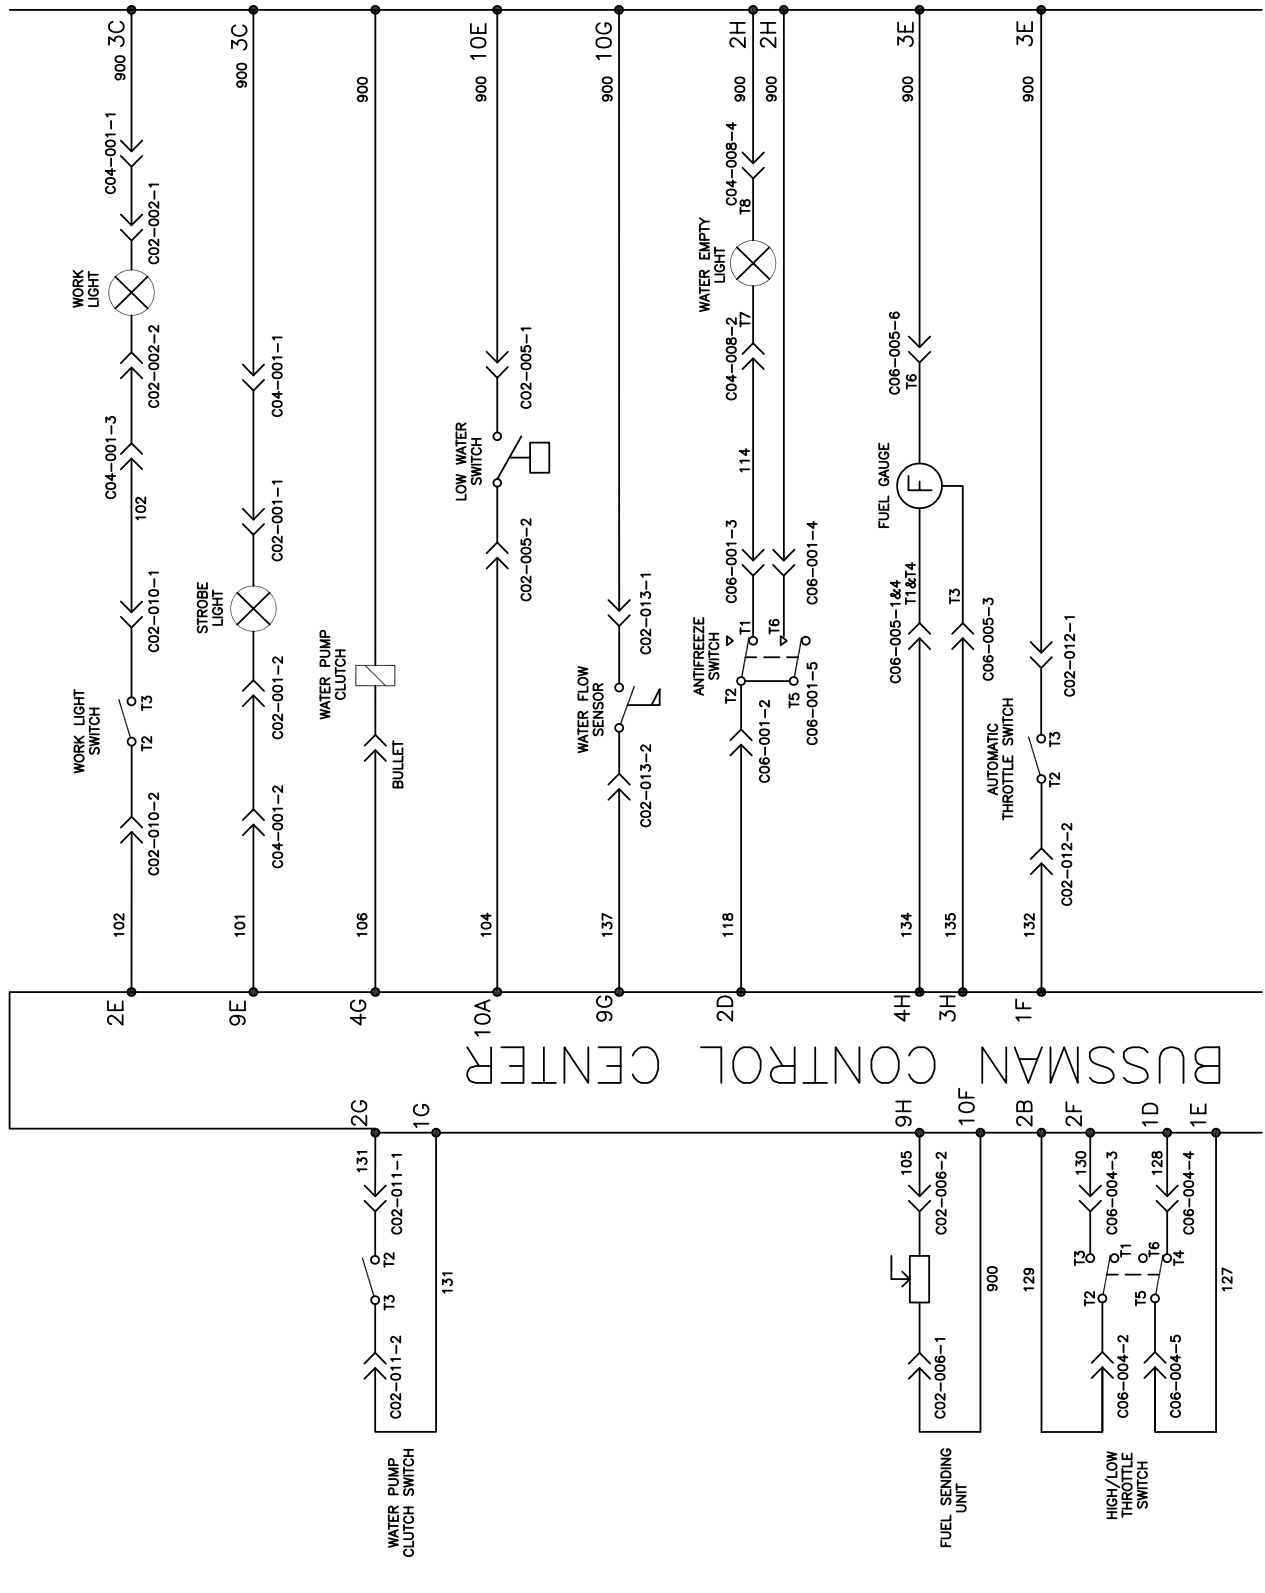 3C
900
C04-001-1
C02-002-1
WORK
LIGHT
C02-002-2
C04-001-3
102
C02-010-1
T3
WORK LIGHT
SWITCH
T2
C02-010-2
102
2E
3C
900
C04-001-1
C02-001-1
STROBE
LIGHT
C02-001-2
C04-001-2
101
9E
900
WATER PUMP
CLUTCH
BULLET
106
4G
10E
900
C02-005-1
LOW WATER
SWITCH
C02-005-2
104
10A
10G
900
C02-013-1
WATER FLOW
SENSOR
C02-013-2
137
9G
2H
2H
900
900
C04-008-4
T8
WATER EMPTY
LIGHT
T7
C04-008-2
114
C06-001-3
C06-001-4
ANTIFREEZE
SWITCH
T1
T6
T2
T5
C06-001-5
C06-001-2
118
2D
3E
900
C06-005-6
T6
FUEL GAUGE
F
C06-005-1&4
T1&T4
T3
C06-005-3
134
135
4H
3H
3E
900
C02-012-1
AUTOMATIC
THROTTLE SWITCH
T3
T2
C02-012-2
132
1F
BUSSMAN CONTROL CENTER
2G
1G
131
C02-011-1
T2
T3
C02-011-2
131
WATER PUMP
CLUTCH SWITCH
9H
10F
105
C02-006-2
900
C02-006-1
FUEL SENDING
UNIT
2B
2F
1D
1E
130
128
C06-004-3
C06-004-4
T3
T1
T6
T4
129
T2
T5
127
C06-004-2
C06-004-5
HIGH/LOW
THROTTLE
SWITCH